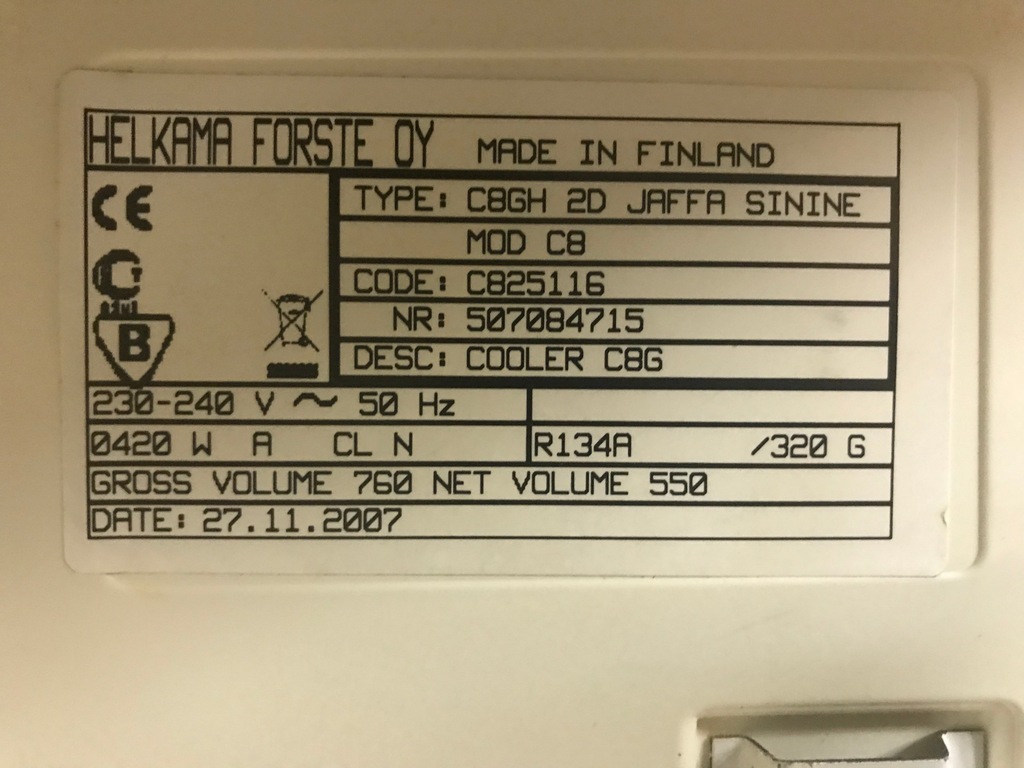 HELKAMA FORSTE OY MADE IN FINLAND
CE
TYPE: C8GH 2D JAFFA SININE
MOD C8
CODE: C825116
NR: 507084715
B
DESC: COOLER C8G
230-240 V ~ 50 Hz
0420 W A CL N R134A /320 G
GROSS VOLUME 760 NET VOLUME 550
DATE: 27.11.2007